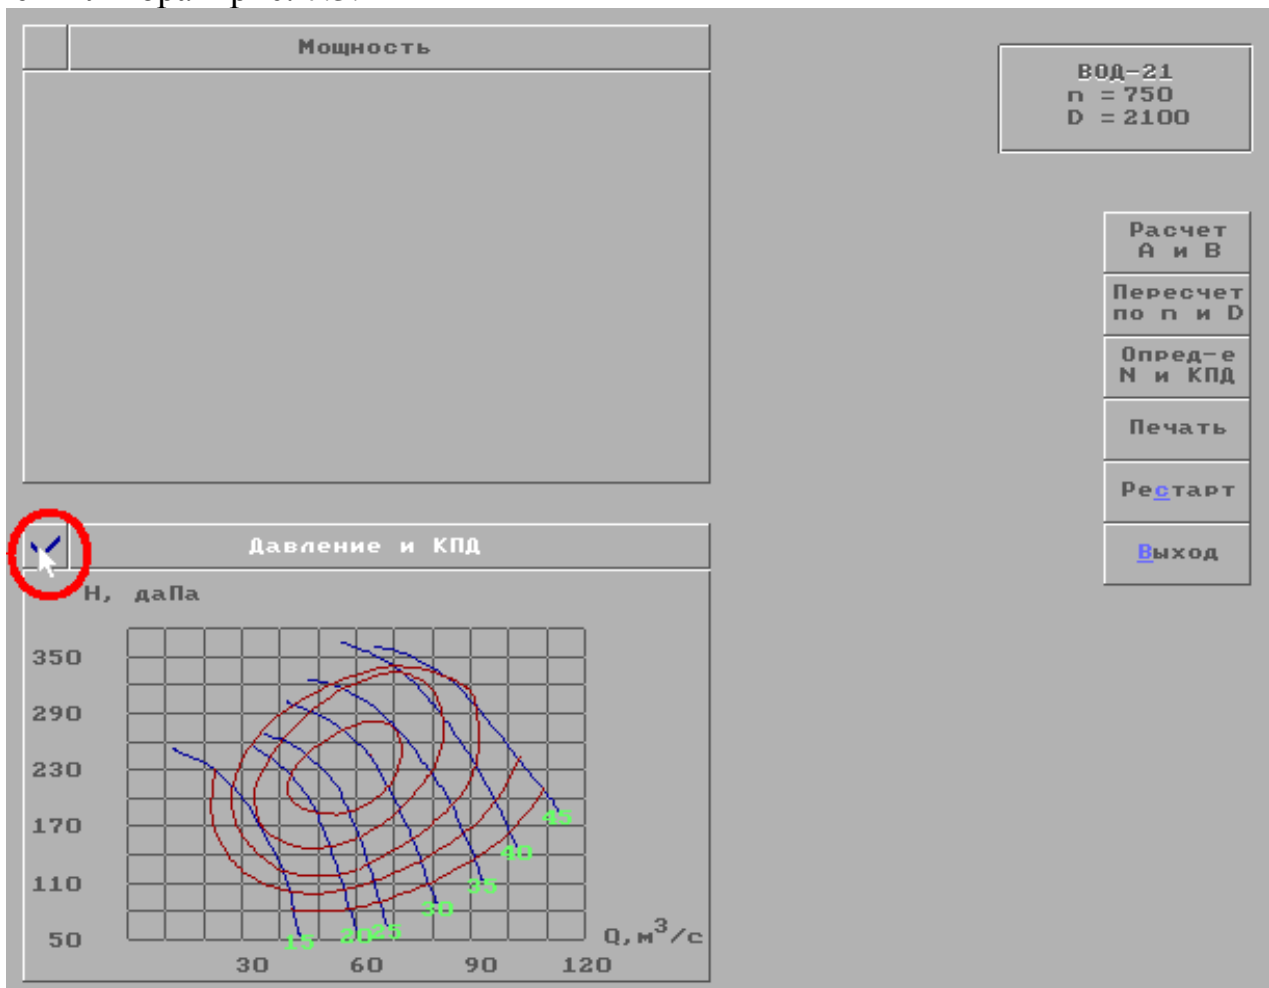 Мощность
ВОД-21
n = 750
D = 2100
Расчет
А и В
Пересчет
по n и D
Опред-е
N и КПД
Печать
Рестарт
Выход
Давление и КПД
Н, даПа
350
290
230
170
110
50
45
40
35
30
15 20 25
Q, м³/с
30 60 90 120